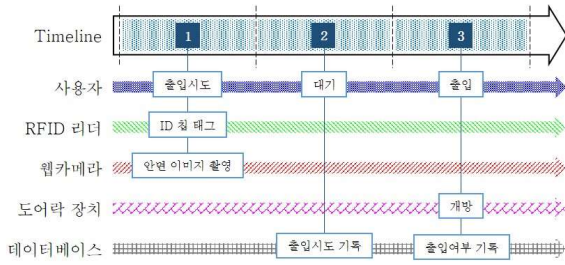 Timeline 1 2 3
사용자 출입시도 대기 출입
RFID 리더 ID 칩 태그
웹카메라 안면 이미지 촬영
도어락 장치 개방
데이터베이스 출입시도 기록 출입여부 기록